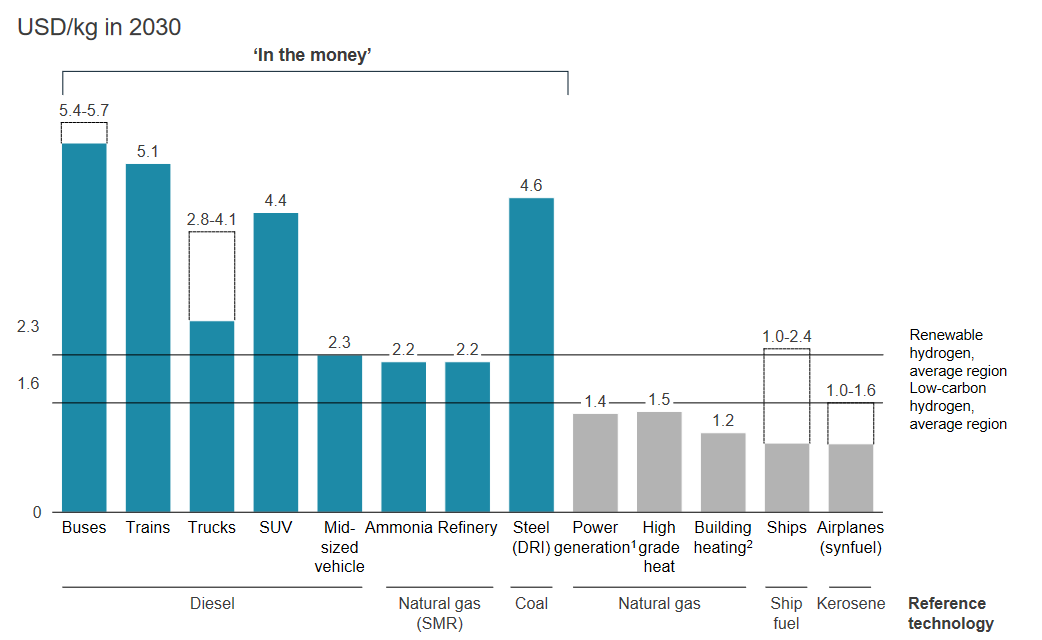 USD/kg in 2030
‘In the money’
5.4-5.7
5.1
2.8-4.1
4.4
2.3
2.2
2.2
4.6
1.4
1.5
1.2
1.0-2.4
1.0-1.6
2.3
1.6
0
Renewable
hydrogen,
average region
Low-carbon
hydrogen,
average region
Buses
Trains
Trucks
SUV
Mid-
sized
vehicle
Ammonia
Refinery
Steel
(DRI)
Power
generation¹
High
grade
heat
Building
heating²
Ships
Airplanes
(synfuel)
Diesel
Natural gas
(SMR)
Coal
Natural gas
Ship
fuel
Kerosene
Reference
technology